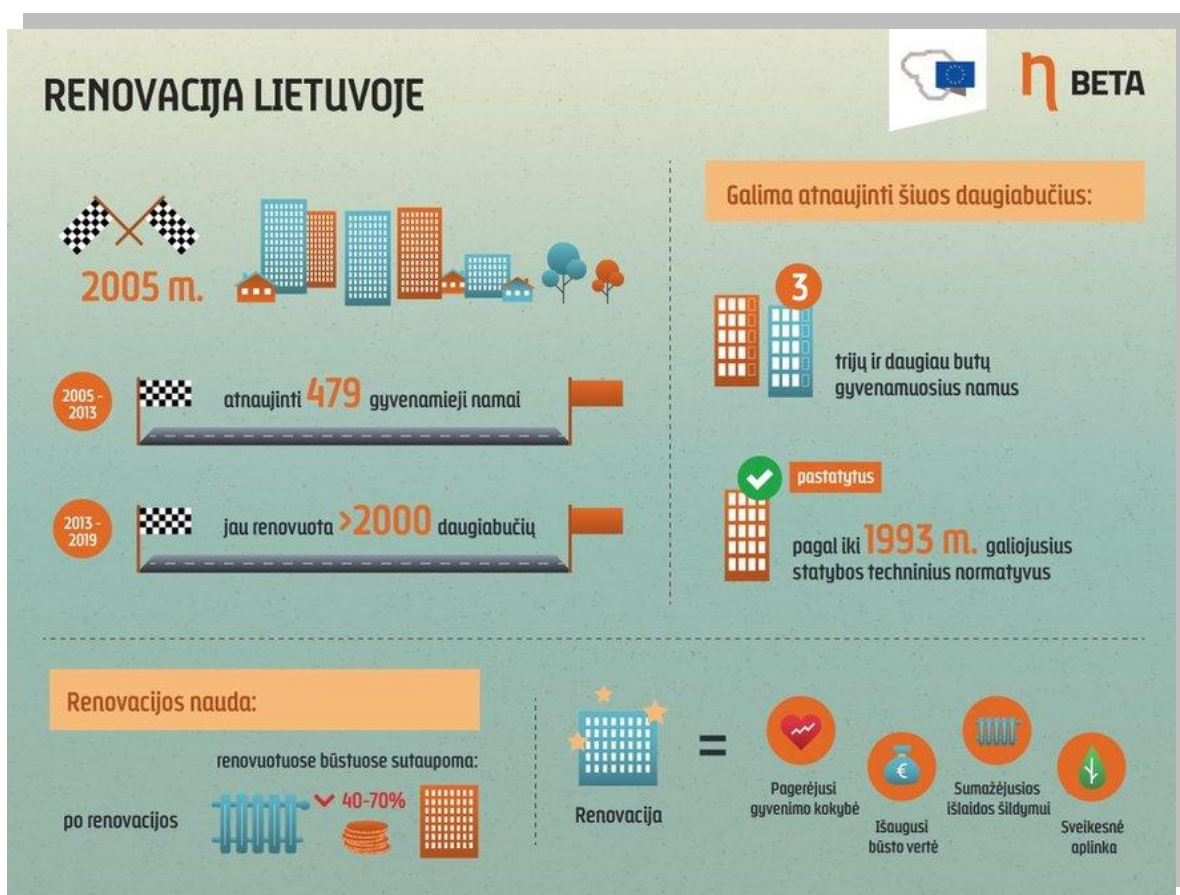 RENOVACIJA LIETUVOJE
η BETA
2005 m.
2005 -
2013
atnaujinti 479 gyvenamieji namai
2013 -
2019
jau renovuota >2000 daugiabučių
Galima atnaujinti šiuos daugiabučius:
3
trijų ir daugiau butų
gyvenamuosius namus
pastatytus
pagal iki 1993 m. galiojusius
statybos techninius normatyvus
Renovacijos nauda:
renovuotuose būstuose sutaupoma:
po renovacijos
40-70%
Renovacija
=
Pagerėjusi
gyvenimo kokybė
€
Išaugusi
būsto vertė
Sumažėjusios
išlaidos šildymui
Sveikesnė
aplinka